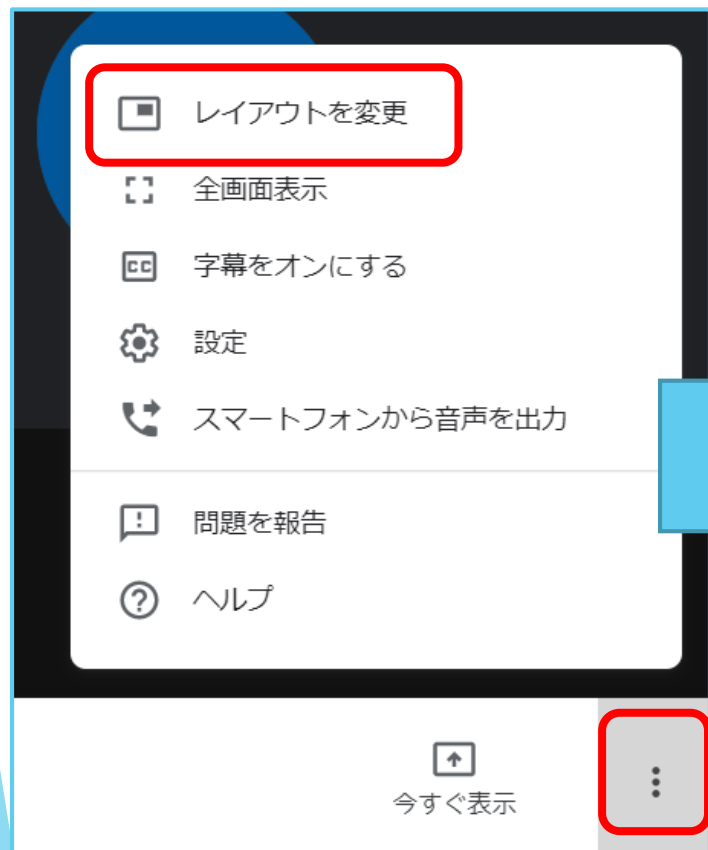 レイアウトを変更
全画面表示
CC
字幕をオンにする
設定
スマートフォンから音声を出力
問題を報告
ヘルプ
今すぐ表示